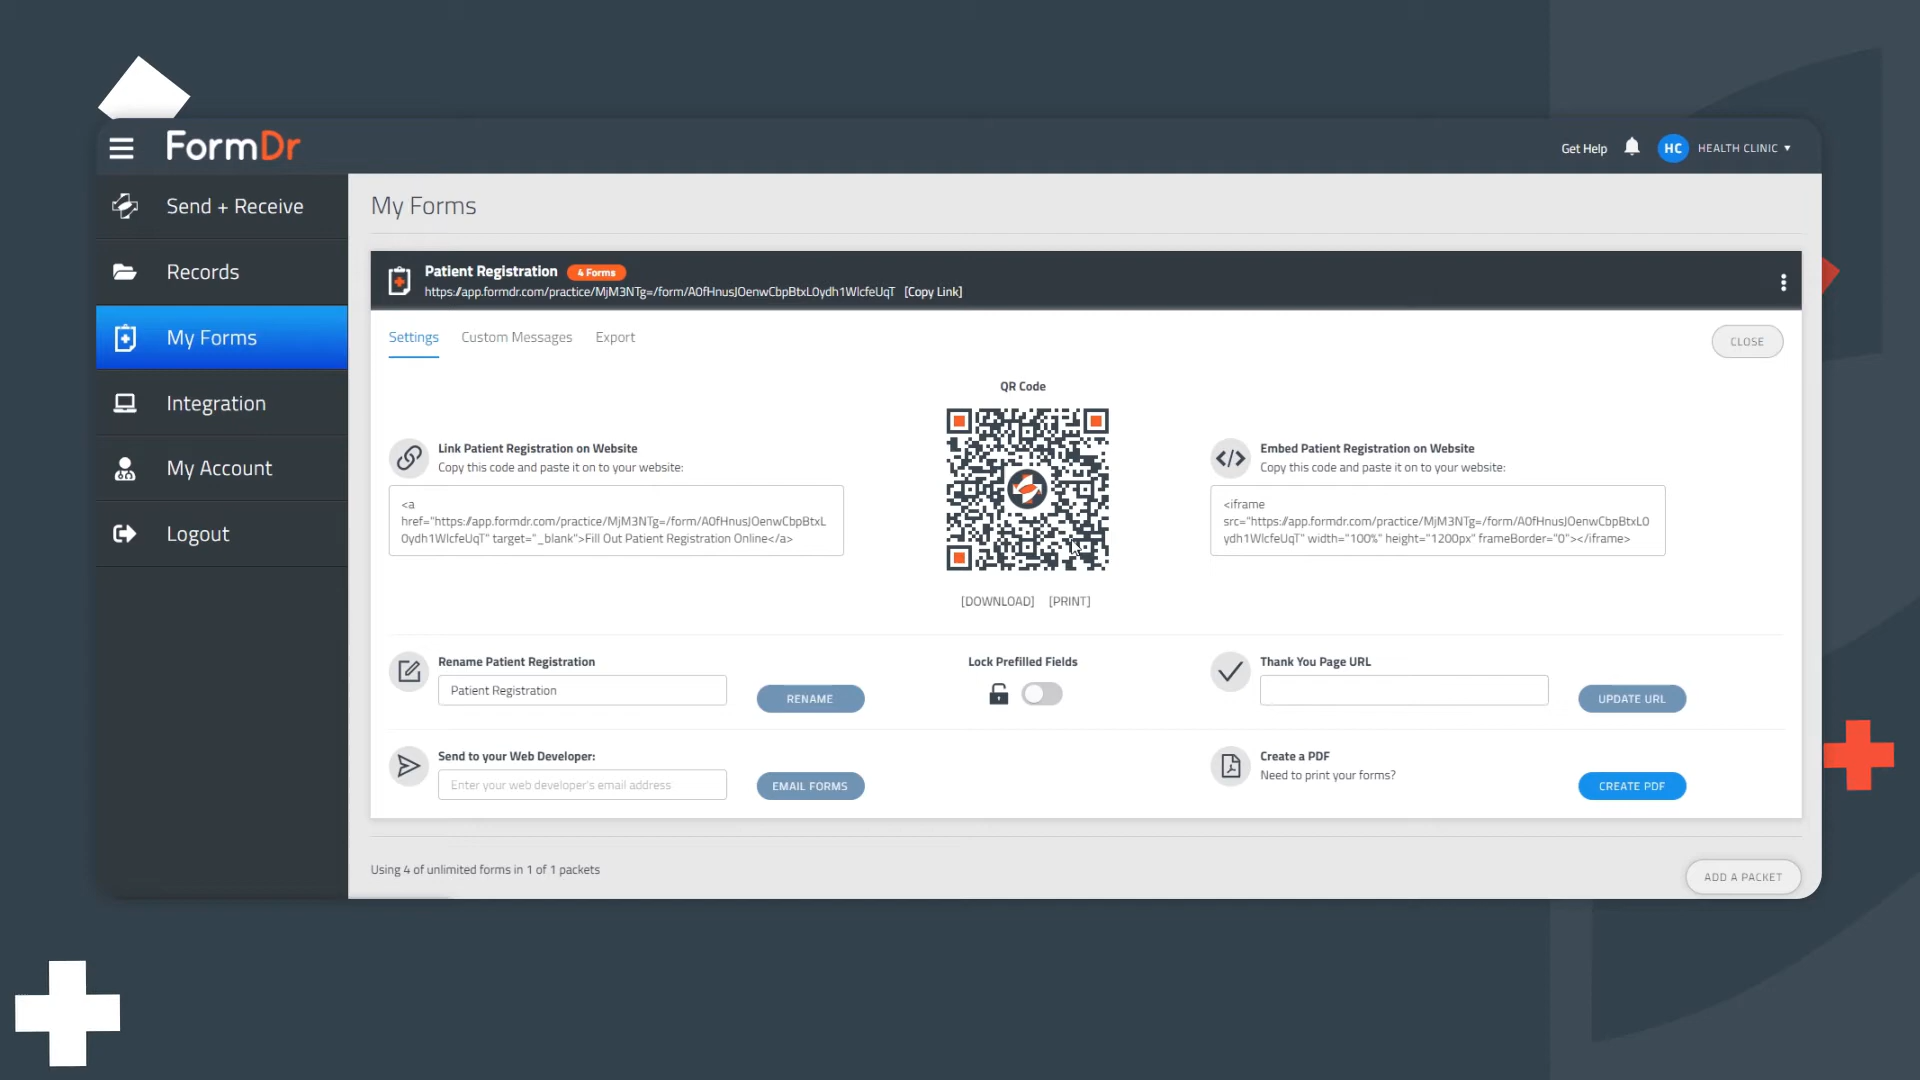 FormDr
Get Help
HC
HEALTH CLINIC
Send + Receive
Records
My Forms
Integration
My Account
Logout
My Forms
Patient Registration 4 Forms
https://app.formdr.com/practice/MjM3NTg=/form/A0fHnusJOenwCbpBtxL0ydh1WlcfeUqT [Copy Link]
Settings Custom Messages Export
CLOSE
Link Patient Registration on Website
Copy this code and paste it on to your website:
<a
href="https://app.formdr.com/practice/MjM3NTg=/form/A0fHnusJOenwCbpBtxL
0ydh1WlcfeUqT" target="_blank">Fill Out Patient Registration Online</a>
QR Code
[DOWNLOAD] [PRINT]
Embed Patient Registration on Website
Copy this code and paste it on to your website:
<iframe
src="https://app.formdr.com/practice/MjM3NTg=/form/A0fHnusJOenwCbpBtxL0
ydh1WlcfeUqT" width="100%" height="1200px" frameBorder="0"></iframe>
Rename Patient Registration
Patient Registration
RENAME
Lock Prefilled Fields
Thank You Page URL
UPDATE URL
Send to your Web Developer:
Enter your web developer's email address
EMAIL FORMS
Create a PDF
Need to print your forms?
CREATE PDF
Using 4 of unlimited forms in 1 of 1 packets
ADD A PACKET